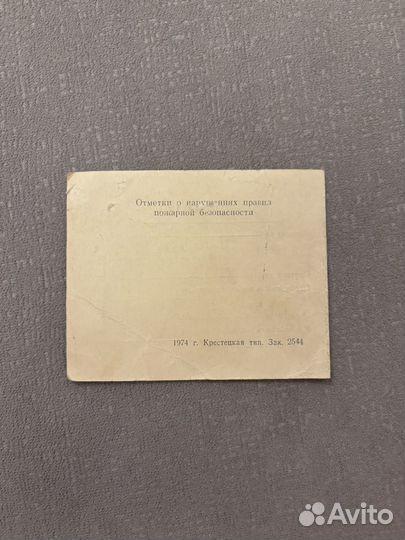 Отметки о нарушениях правил
пожарной безопасности
1974 г. Крестецкая тип. Зак. 2544
Avito